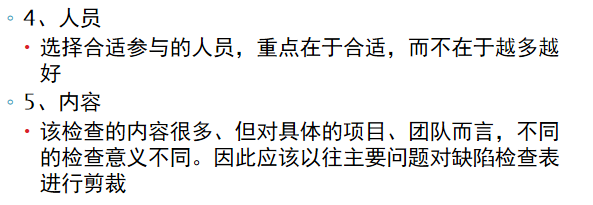 4、人员
选择合适参与的人员，重点在于合适，而不在于越多越
好
5、内容
该检查的内容很多、但对具体的项目、团队而言，不同
的检查意义不同。因此应该以往主要问题对缺陷检查表
进行剪裁